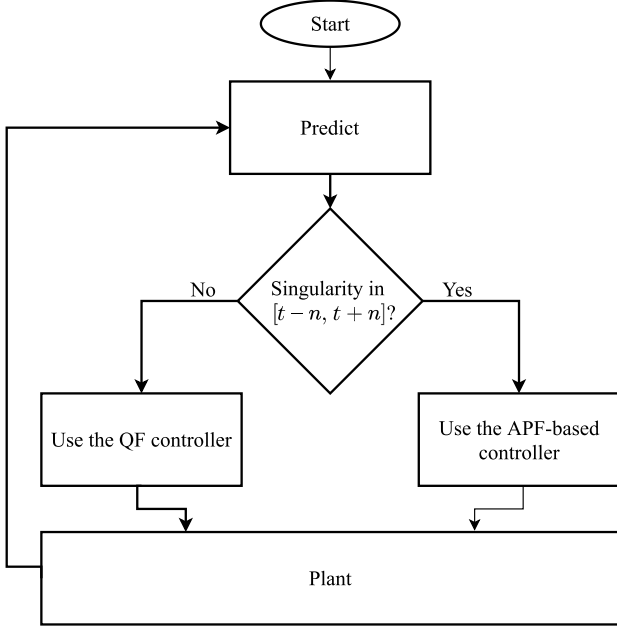 Start
Predict
No
Singularity in
Yes
[t − n, t + n]?
Use the QF controller
Use the APF-based
controller
Plant